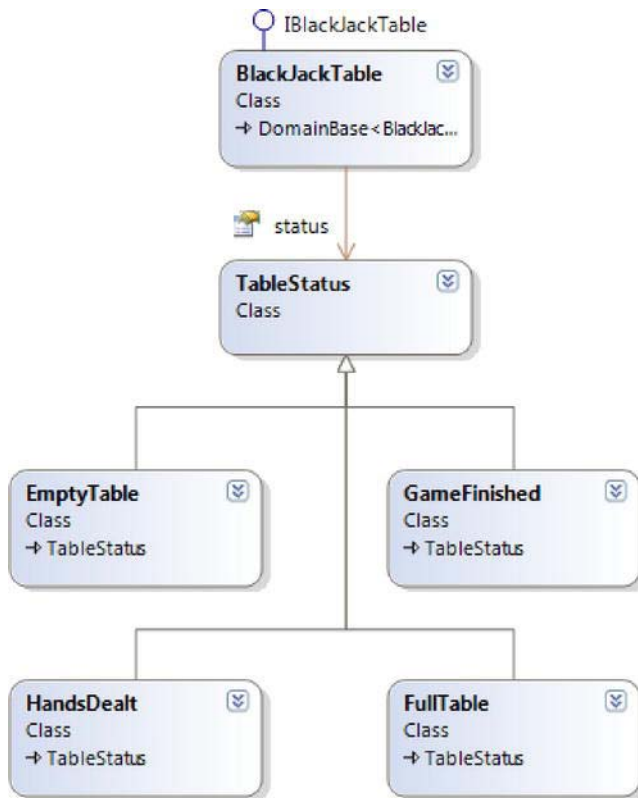 IBlackJackTable
BlackJackTable
Class
DomainBase<BlackJac...
status
TableStatus
Class
EmptyTable
Class
TableStatus
GameFinished
Class
TableStatus
HandsDealt
Class
TableStatus
FullTable
Class
TableStatus